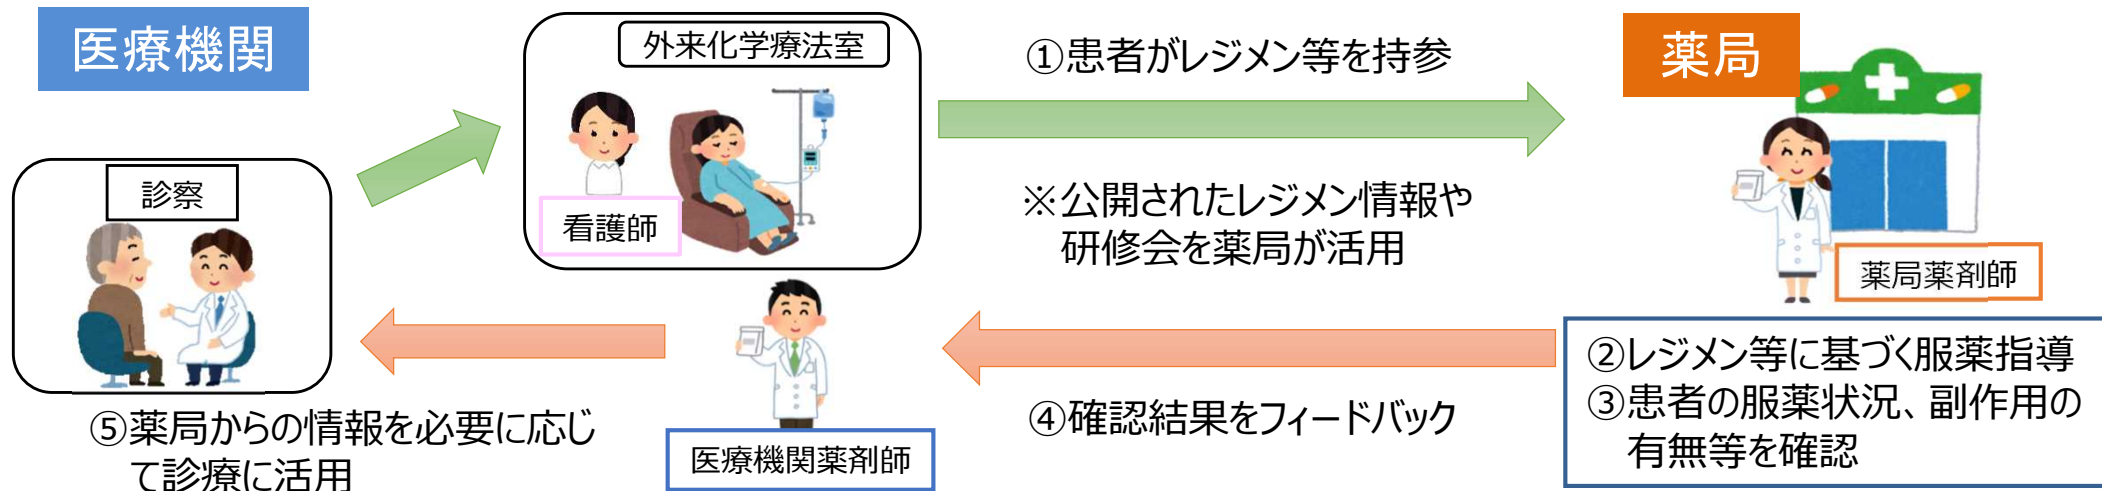 医療機関
外来化学療法室
看護師
診察
①患者がレジメン等を持参
※公開されたレジメン情報や
研修会を薬局が活用
薬局
薬局薬剤師
②レジメン等に基づく服薬指導
③患者の服薬状況、副作用の
有無等を確認
④確認結果をフィードバック
医療機関薬剤師
⑤薬局からの情報を必要に応じ
て診療に活用